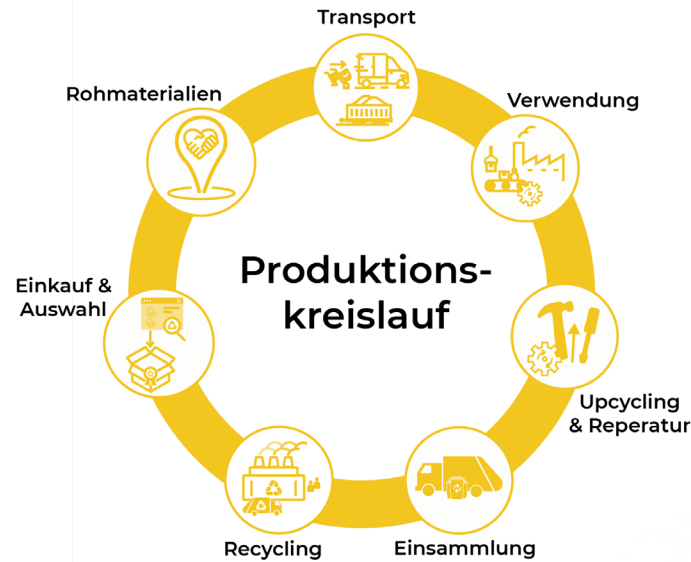 Transport
Rohmaterialien
Verwendung
Produktions-
kreislauf
Einkauf &
Auswahl
Upcycling
& Reperatur
Recycling
Einsammlung